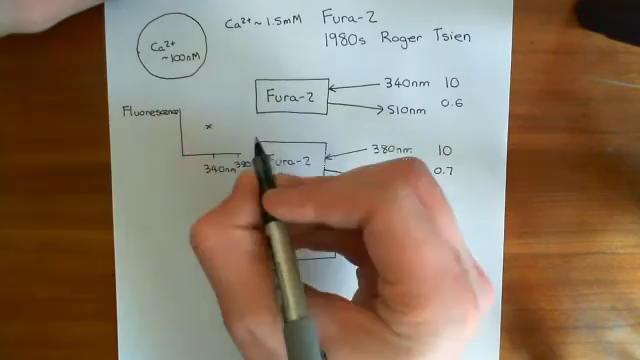 Ca2+ ~ 1.5mM
Fura-2
1980s Roger Tsien
Ca2+
~100nM
Fura-2
340nm 10
510nm 0.6
Fluorescence
Fura-2
380nm 10
0.7
340nm